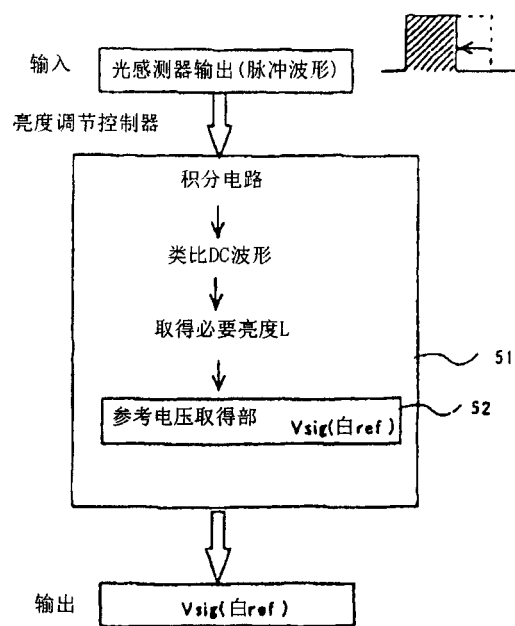 输入
光感测器输出(脉冲波形)
亮度调节控制器
积分电路
类比DC波形
取得必要亮度L
51
参考电压取得部 Vsig(白ref)
52
输出
Vsig(白ref)